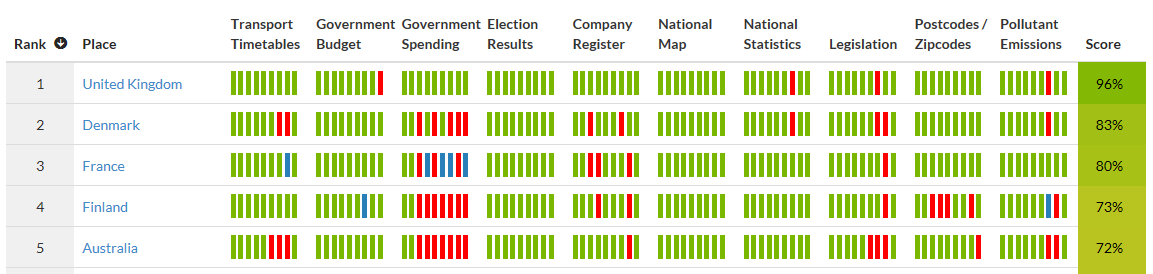 Rank Place Transport Timetables Government Budget Government Spending Election Results Company Register National Map National Statistics Legislation Postcodes / Zipcodes Pollutant Emissions Score
1 United Kingdom 96%
2 Denmark 83%
3 France 80%
4 Finland 73%
5 Australia 72%